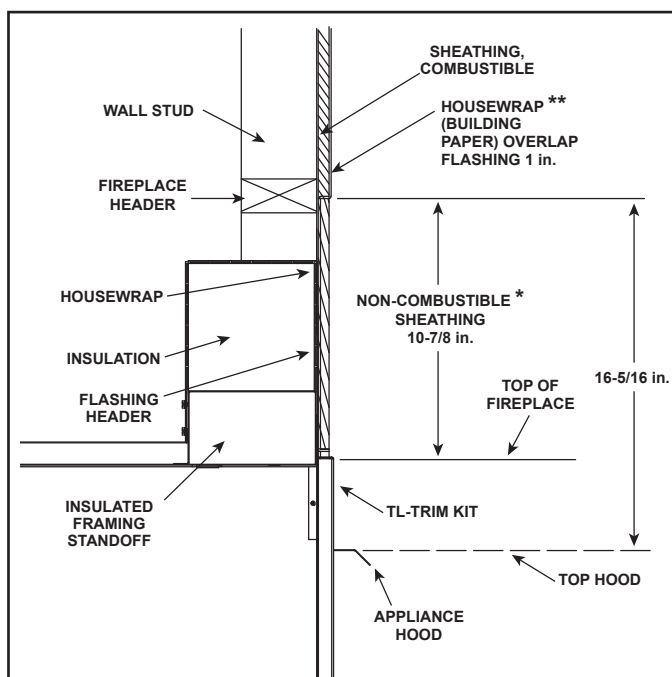 SHEATHING,
COMBUSTIBLE
WALL STUD
HOUSEWRAP **
(BUILDING
PAPER) OVERLAP
FLASHING 1 in.
FIREPLACE
HEADER
HOUSEWRAP
NON-COMBUSTIBLE *
SHEATHING
10-7/8 in.
INSULATION
16-5/16 in.
FLASHING
HEADER
TOP OF
FIREPLACE
INSULATED
FRAMING
STANDOFF
TL-TRIM KIT
TOP HOOD
APPLIANCE
HOOD